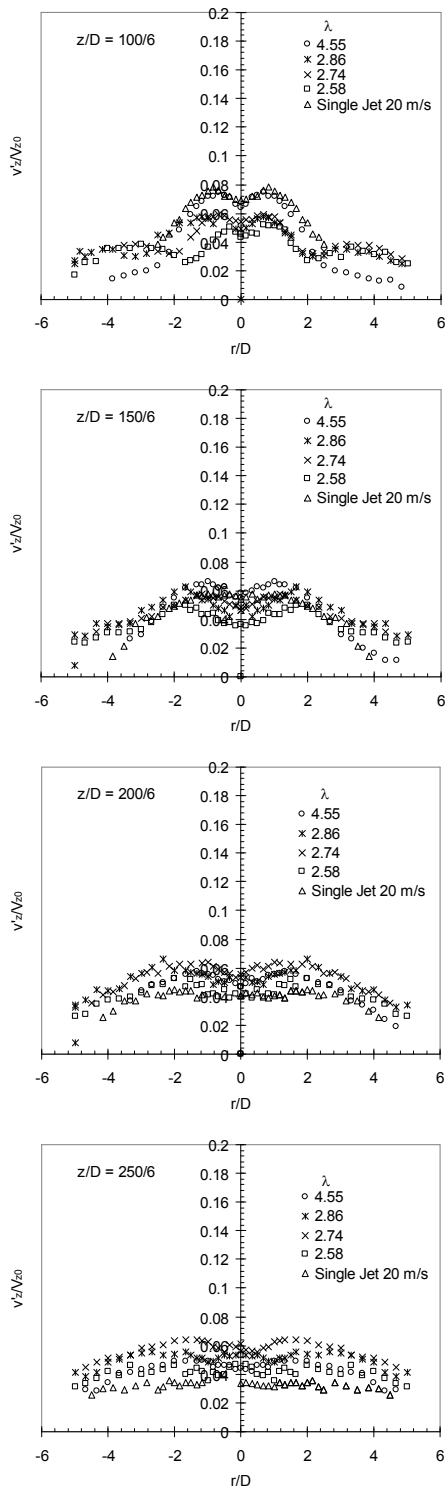 z/D = 100/6
λ
4.55
2.86
2.74
2.58
Single Jet 20 m/s
v'z/Vz0
0.2
0.18
0.16
0.14
0.12
0.1
0.08
0.06
0.04
0.02
0
-6 -4 -2 0 2 4 6
r/D
z/D = 150/6
λ
4.55
2.86
2.74
2.58
Single Jet 20 m/s
v'z/Vz0
0.2
0.18
0.16
0.14
0.12
0.1
0.08
0.06
0.04
0.02
0
-6 -4 -2 0 2 4 6
r/D
z/D = 200/6
λ
4.55
2.86
2.74
2.58
Single Jet 20 m/s
v'z/Vz0
0.2
0.18
0.16
0.14
0.12
0.1
0.08
0.06
0.04
0.02
0
-6 -4 -2 0 2 4 6
r/D
z/D = 250/6
λ
4.55
2.86
2.74
2.58
Single Jet 20 m/s
v'z/Vz0
0.2
0.18
0.16
0.14
0.12
0.1
0.08
0.06
0.04
0.02
0
-6 -4 -2 0 2 4 6
r/D